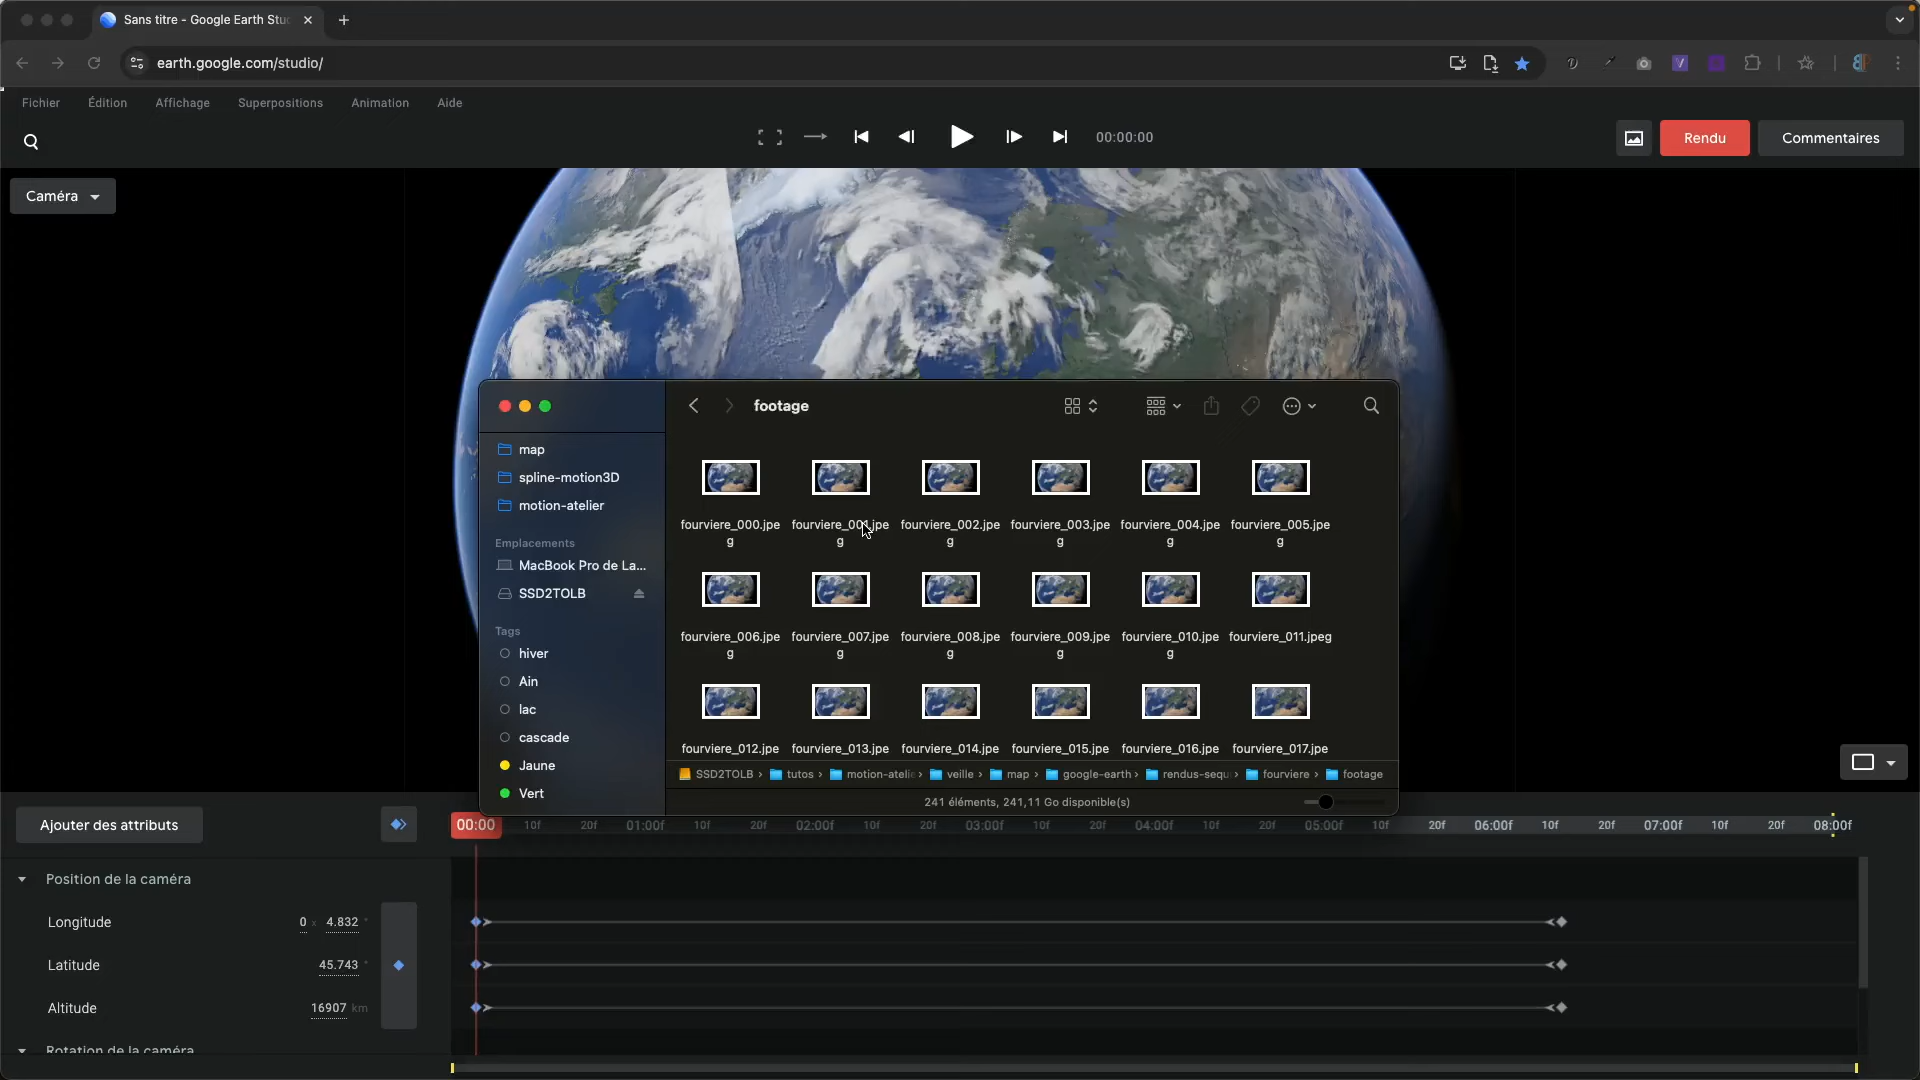 Sans titre - Google Earth Stu
earth.google.com/studio/
Fichier Édition Affichage Superpositions Animation Aide
00:00:00
Rendu
Commentaires
Caméra
footage
map
spline-motion3D
motion-atelier
Emplacements
MacBook Pro de La...
SSD2TOLB
Tags
hiver
Ain
lac
cascade
Jaune
Vert
fourviere_000.jpe
g
fourviere_001.jpe
g
fourviere_002.jpe
g
fourviere_003.jpe
g
fourviere_004.jpe
g
fourviere_005.jpe
g
fourviere_006.jpe
g
fourviere_007.jpe
g
fourviere_008.jpe
g
fourviere_009.jpe
g
fourviere_010.jpe
g
fourviere_011.jpeg
fourviere_012.jpe
fourviere_013.jpe
fourviere_014.jpe
fourviere_015.jpe
fourviere_016.jpe
fourviere_017.jpe
SSD2TOLB › tutos › motion-atelie › veille › map › google-earth › rendus-sequ › fourviere › footage
241 éléments, 241,11 Go disponible(s)
Ajouter des attributs
00:00 10f 20f 01:00f 10f 20f 02:00f 10f 20f 03:00f 10f 20f 04:00f 10f 20f 05:00f 10f 20f 06:00f 10f 20f 07:00f 10f 20f 08:00f
Position de la caméra
Longitude 0 x 4.832 °
Latitude 45.743 °
Altitude 16907 km
Rotation de la caméra